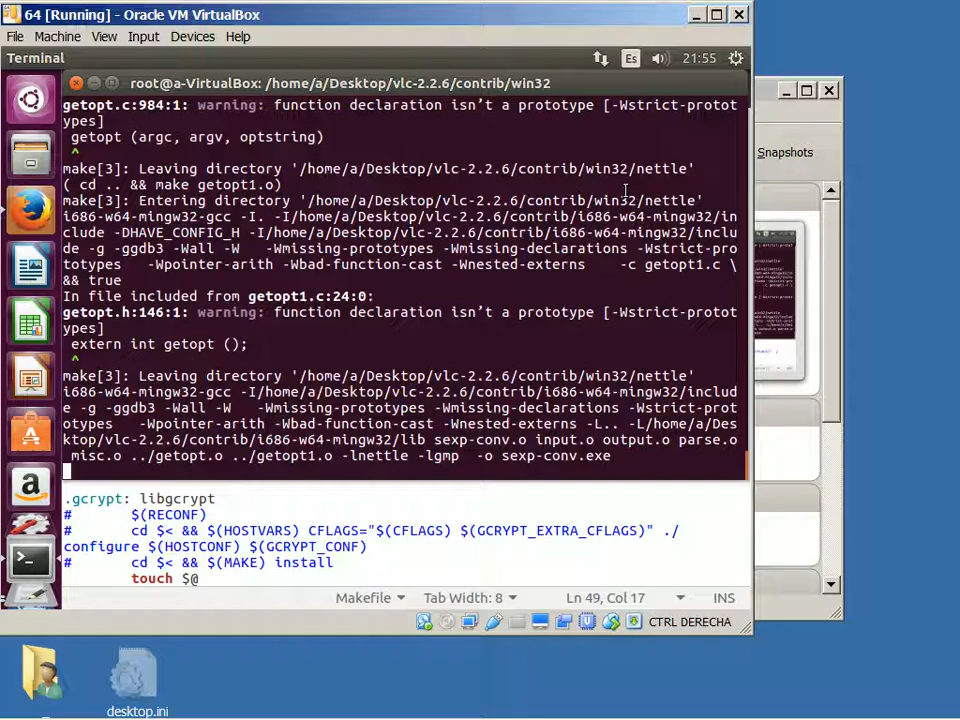 64 [Running] - Oracle VM VirtualBox
File Machine View Input Devices Help
Terminal
Es
21:55
root@a-VirtualBox: /home/a/Desktop/vlc-2.2.6/contrib/win32
getopt.c:984:1: warning: function declaration isn’t a prototype [-Wstrict-protot
ypes]
getopt (argc, argv, optstring)
^
make[3]: Leaving directory '/home/a/Desktop/vlc-2.2.6/contrib/win32/nettle'
( cd .. && make getopt1.o)
make[3]: Entering directory '/home/a/Desktop/vlc-2.2.6/contrib/win32/nettle'
i686-w64-mingw32-gcc -I. -I/home/a/Desktop/vlc-2.2.6/contrib/i686-w64-mingw32/in
clude -DHAVE_CONFIG_H -I/home/a/Desktop/vlc-2.2.6/contrib/i686-w64-mingw32/inclu
de -g -ggdb3 -Wall -W   -Wmissing-prototypes -Wmissing-declarations -Wstrict-pro
totypes   -Wpointer-arith -Wbad-function-cast -Wnested-externs    -c getopt1.c \
&& true
In file included from getopt1.c:24:0:
getopt.h:146:1: warning: function declaration isn’t a prototype [-Wstrict-protot
ypes]
extern int getopt ();
^
make[3]: Leaving directory '/home/a/Desktop/vlc-2.2.6/contrib/win32/nettle'
i686-w64-mingw32-gcc -I/home/a/Desktop/vlc-2.2.6/contrib/i686-w64-mingw32/includ
e -g -ggdb3 -Wall -W   -Wmissing-prototypes -Wmissing-declarations -Wstrict-prot
otypes   -Wpointer-arith -Wbad-function-cast -Wnested-externs -L.. -L/home/a/Des
ktop/vlc-2.2.6/contrib/i686-w64-mingw32/lib sexp-conv.o input.o output.o parse.o
misc.o ../getopt.o ../getopt1.o -lnettle -lgmp  -o sexp-conv.exe
.gcrypt: libgcrypt
#       $(RECONF)
#       cd $< && $(HOSTVARS) CFLAGS="$(CFLAGS) $(GCRYPT_EXTRA_CFLAGS)" ./
configure $(HOSTCONF) $(GCRYPT_CONF)
#       cd $< && $(MAKE) install
touch $@
Makefile Tab Width: 8 Ln 49, Col 17 INS
CTRL DERECHA
Snapshots
desktop.ini